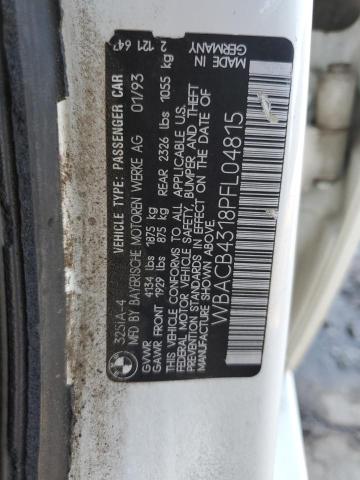 325IA-4 VEHICLE TYPE: PASSENGER CAR 2 121 64
MFD BY BAYERISCHE MOTOREN WERKE AG 01/93
MADE IN GERMANY
GVWR 4134 lbs 1875 kg
GAWR FRONT 1929 lbs 875 kg REAR 2326 lbs 1055 kg
THIS VEHICLE CONFORMS TO ALL APPLICABLE U.S.
FEDERAL MOTOR VEHICLE SAFETY, BUMPER AND THEFT
PREVENTION STANDARDS IN EFFECT ON THE DATE OF
MANUFACTURE SHOWN ABOVE.
WBACB4318PFL04815